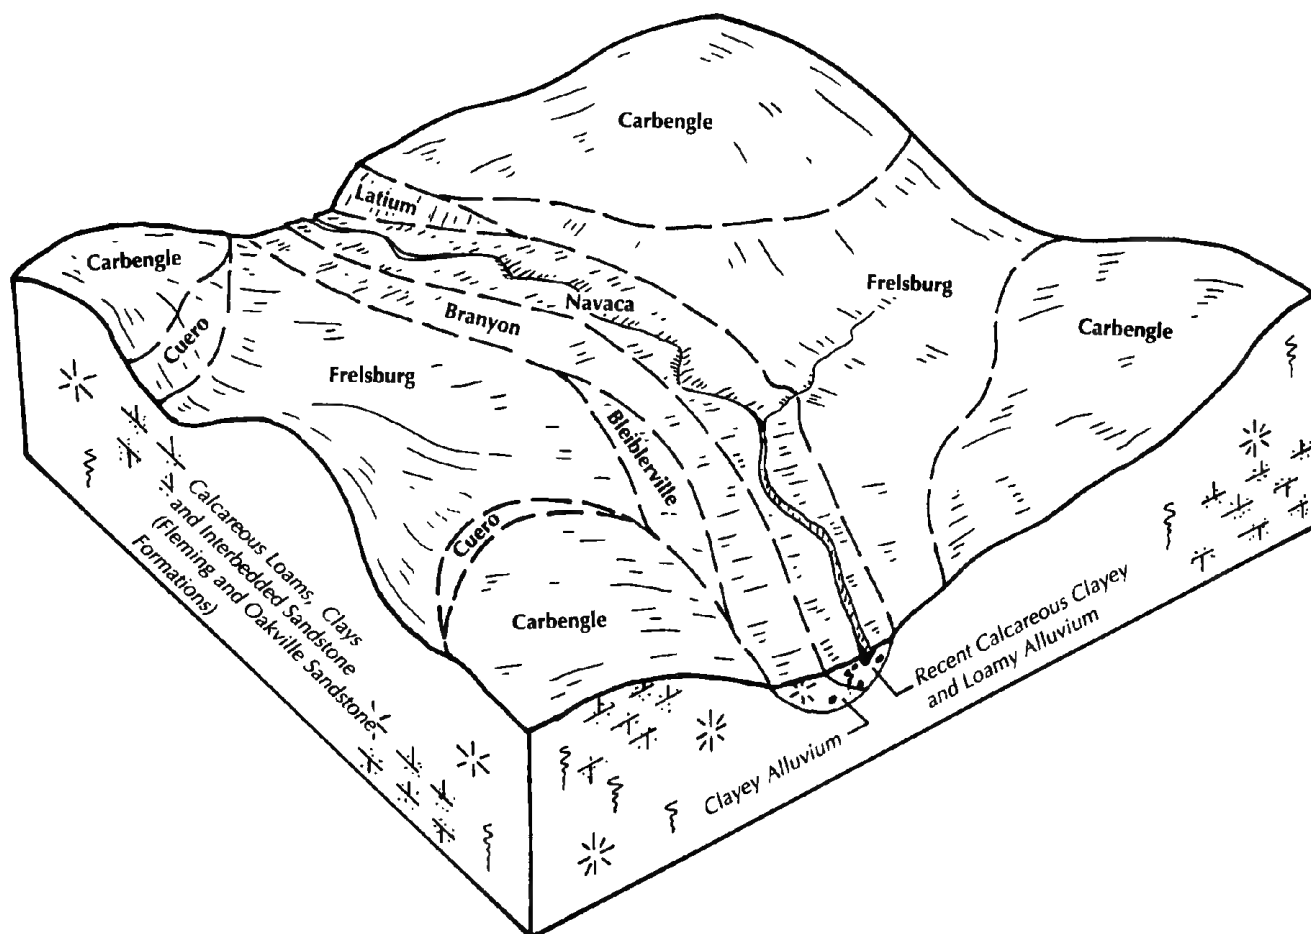 Carbengle
Latium
Carbengle
Cuero
Navaca
Branyon
Frelsburg
Carbengle
Frelsburg
Bleiblerville
Cuero
Carbengle
Calcareous Loams, Clays
and Interbedded Sandstone
(Fleming and Oakville Sandstone
Formations)
Recent Calcareous Clayey
and Loamy Alluvium
Clayey Alluvium